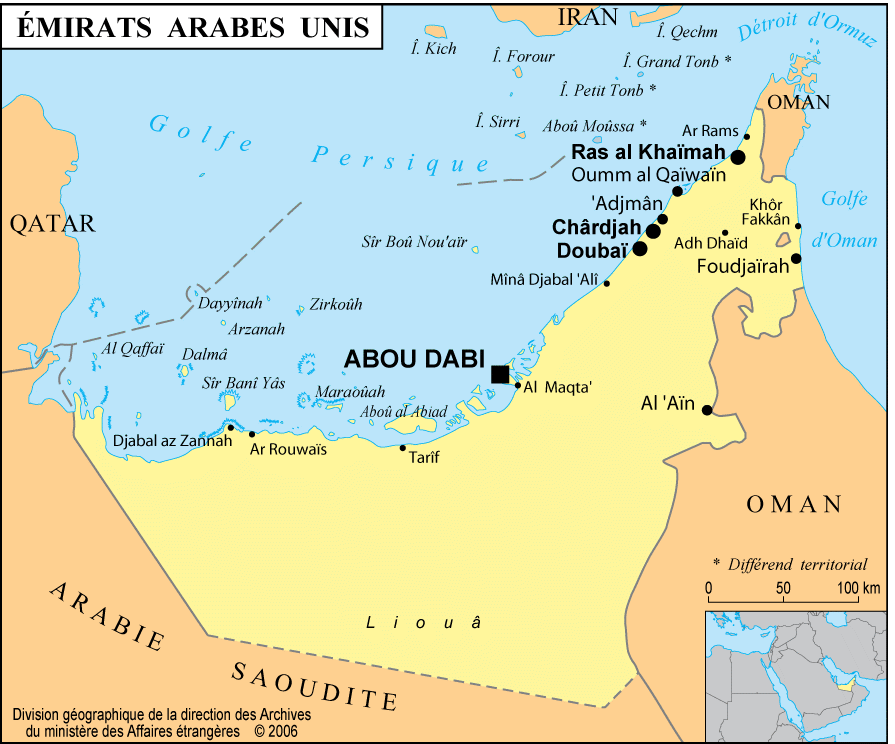 ÉMIRATS ARABES UNIS
IRAN
Détroit d'Ormuz
Î. Kich
Î. Qechm
Î. Forour
Î. Grand Tonb *
Î. Petit Tonb *
OMAN
Î. Sirri
Aboû Moûssa *
Ar Rams
Golfe Persique
Ras al Khaïmah
Oumm al Qaïwaïn
QATAR
'Adjmân
Khôr
Fakkân
Golfe
d'Oman
Chârdjah
Doubaï
Adh Dhaïd
Sîr Boû Nou'aïr
Foudjaïrah
Mînâ Djabal 'Alî
Dayyînah
Zirkoûh
Arzanah
Al Qaffaï
Dalmâ
ABOU DABI
Sîr Banî Yâs
Maraoûah
Al Maqta'
Aboû al Abiad
Al 'Aïn
Djabal az Zannah
Ar Rouwaïs
Tarîf
OMAN
* Différend territorial
0 50 100 km
Liouâ
ARABIE
SAOUDITE
Division géographique de la direction des Archives
du ministère des Affaires étrangères © 2006